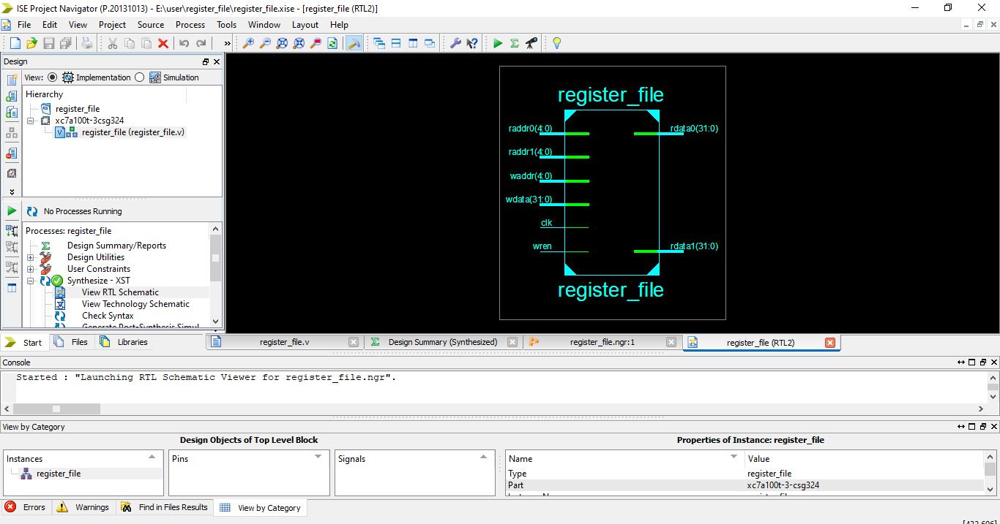 ISE Project Navigator (P.20131013) - E:\user\register_file\register_file.xise - [register_file (RTL2)]
File Edit View Project Source Process Tools Window Layout Help
Design
View: Implementation Simulation
Hierarchy
register_file
xc7a100t-3csg324
register_file (register_file.v)
No Processes Running
Processes: register_file
Design Summary/Reports
Design Utilities
User Constraints
Synthesize - XST
View RTL Schematic
View Technology Schematic
Check Syntax
Generate Post-Synthesis Simul
register_file
raddr0(4:0)
rdata0(31:0)
raddr1(4:0)
waddr(4:0)
wdata(31:0)
clk
wren
rdata1(31:0)
register_file
Start Files Libraries
register_file.v Design Summary (Synthesized) register_file.ngr:1 register_file (RTL2)
Console
Started : "Launching RTL Schematic Viewer for register_file.ngr".
View by Category
Design Objects of Top Level Block Properties of Instance: register_file
Instances Pins Signals Name Value
register_file
Type register_file
Part xc7a100t-3-csg324
Errors Warnings Find in Files Results View by Category